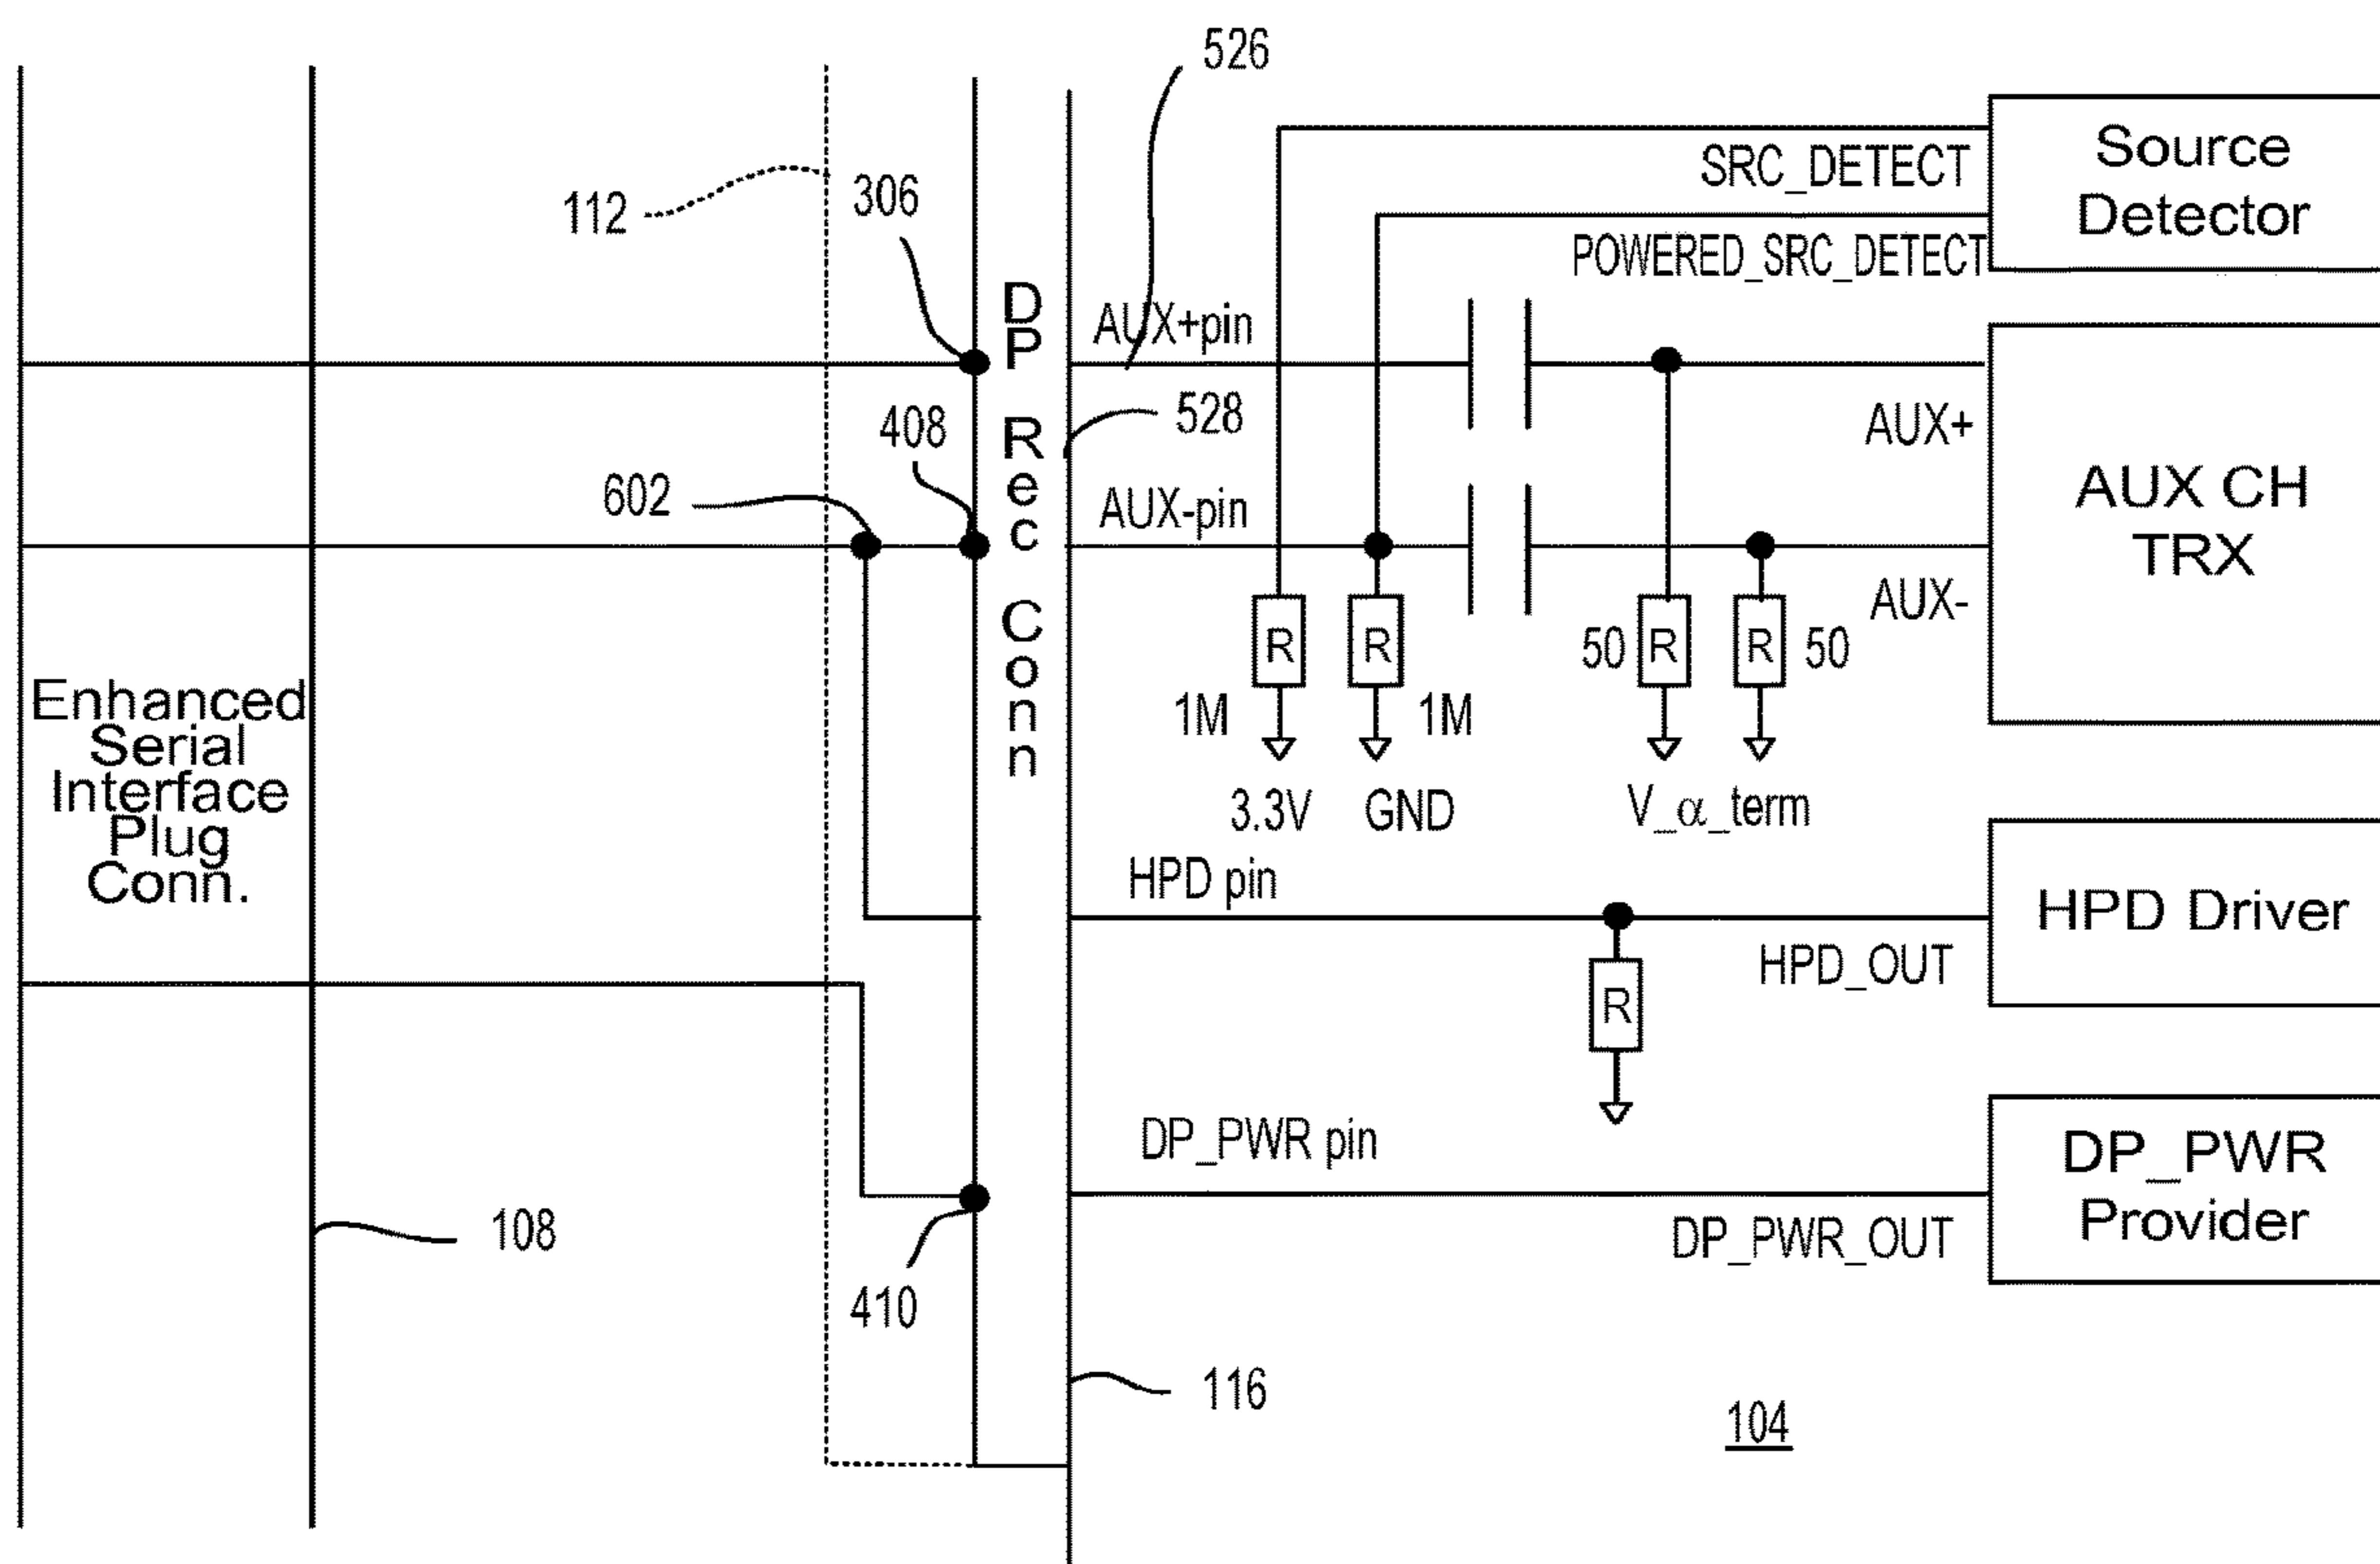 526
Source
Detector
SRC_DETECT
POWERED_SRC_DETECT
112
306
DP Rec Conn
AUX+pin
528
408
602
AUX-pin
AUX+
AUX CH
TRX
AUX-
R
R
50
R
R
50
1M
1M
3.3V
GND
V_α_term
Enhanced
Serial
Interface
Plug
Conn.
HPD pin
HPD Driver
HPD_OUT
R
DP_PWR pin
DP_PWR
Provider
DP_PWR_OUT
108
410
116
104